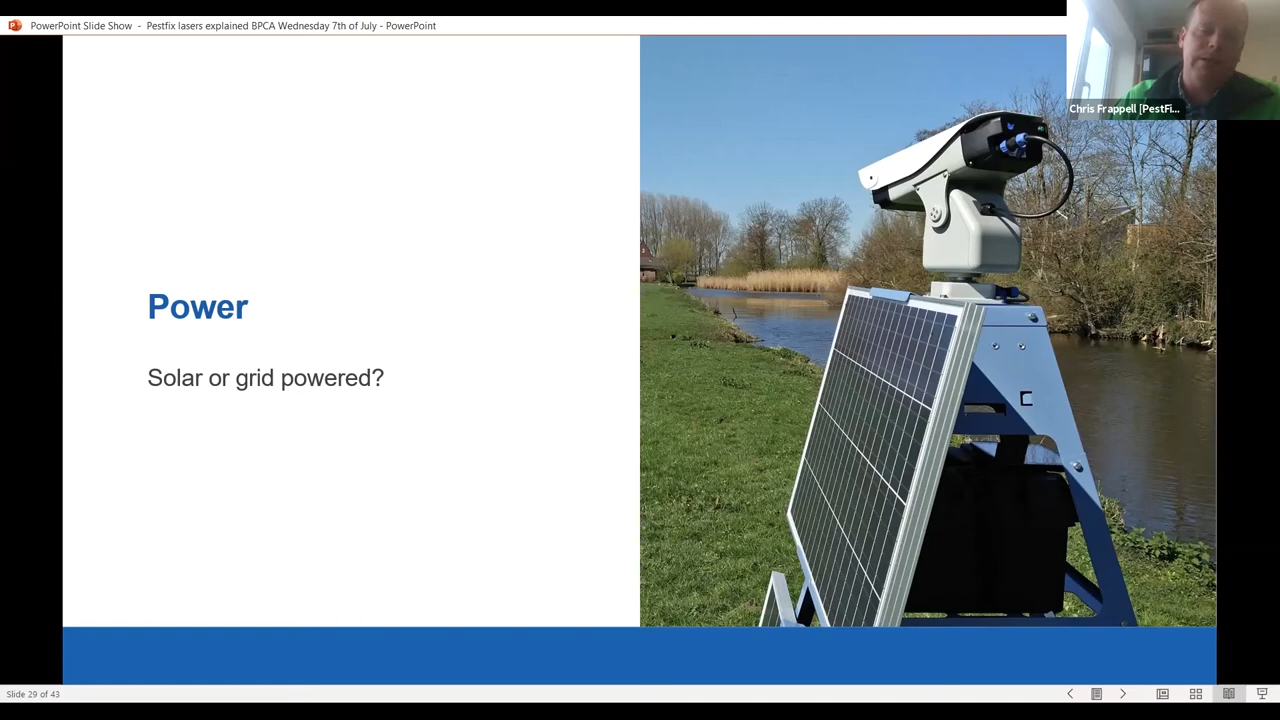 PowerPoint Slide Show - Pestfix lasers explained BPCA Wednesday 7th of July - PowerPoint
Chris Frappell [PestFi...
Power
Solar or grid powered?
Slide 29 of 43